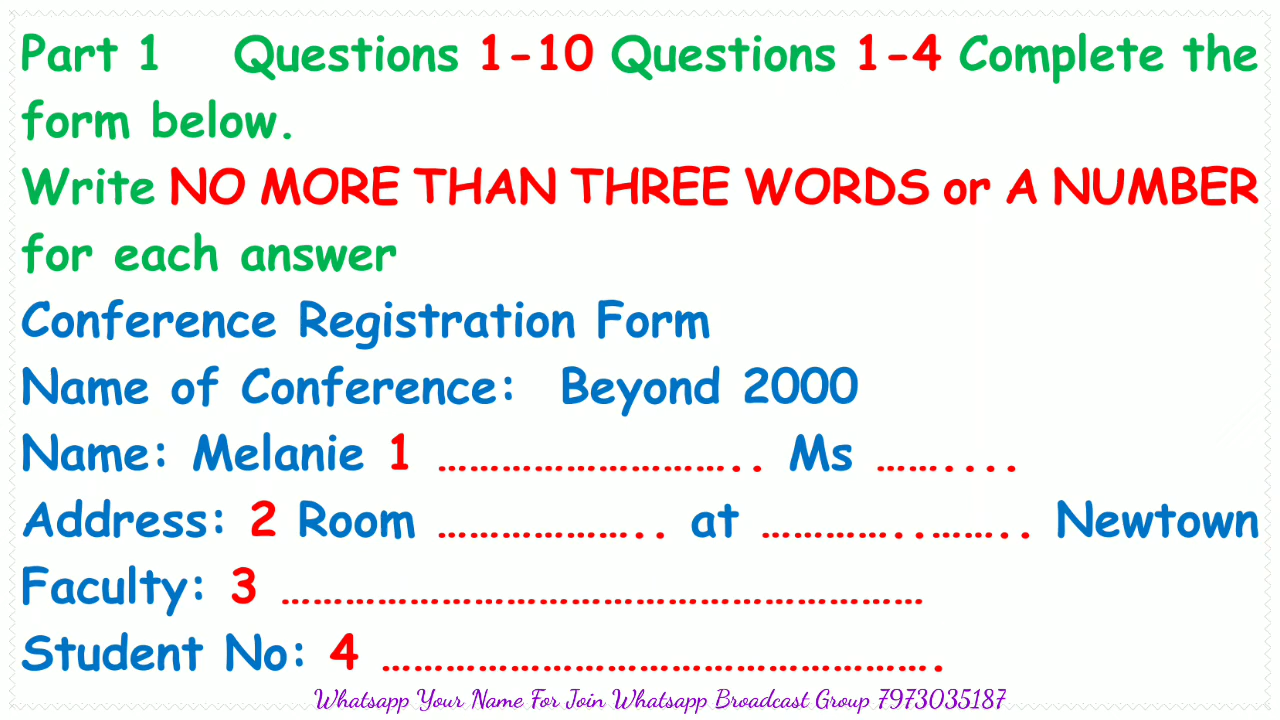 Part 1 Questions 1-10 Questions 1-4 Complete the
form below.
Write NO MORE THAN THREE WORDS or A NUMBER
for each answer
Conference Registration Form
Name of Conference: Beyond 2000
Name: Melanie 1 ……………………….. Ms ……....
Address: 2 Room ……………….. at …………..…….. Newtown
Faculty: 3 ……………………………………………………
Student No: 4 …………………………………………….
Whatsapp Your Name For Join Whatsapp Broadcast Group 7973035187